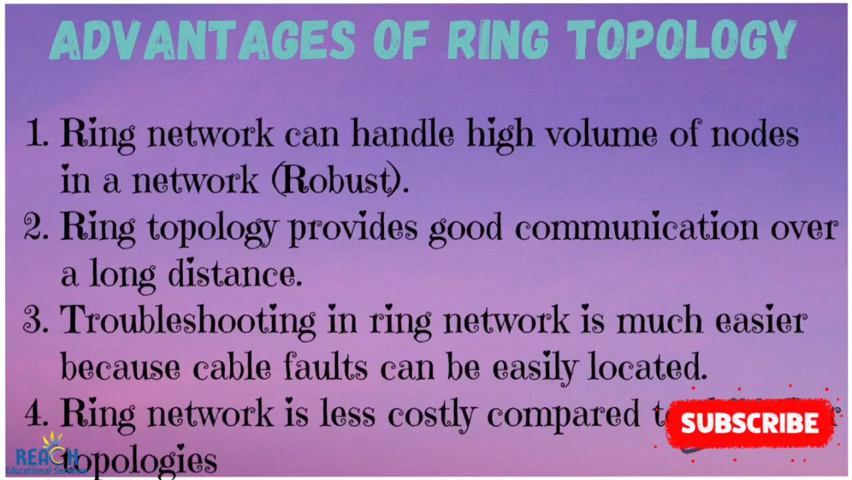 ADVANTAGES OF RING TOPOLOGY
1. Ring network can handle high volume of nodes
in a network (Robust).
2. Ring topology provides good communication over
a long distance.
3. Troubleshooting in ring network is much easier
because cable faults can be easily located.
4. Ring network is less costly compared
SUBSCRIBE
topologies
REACH
Educational